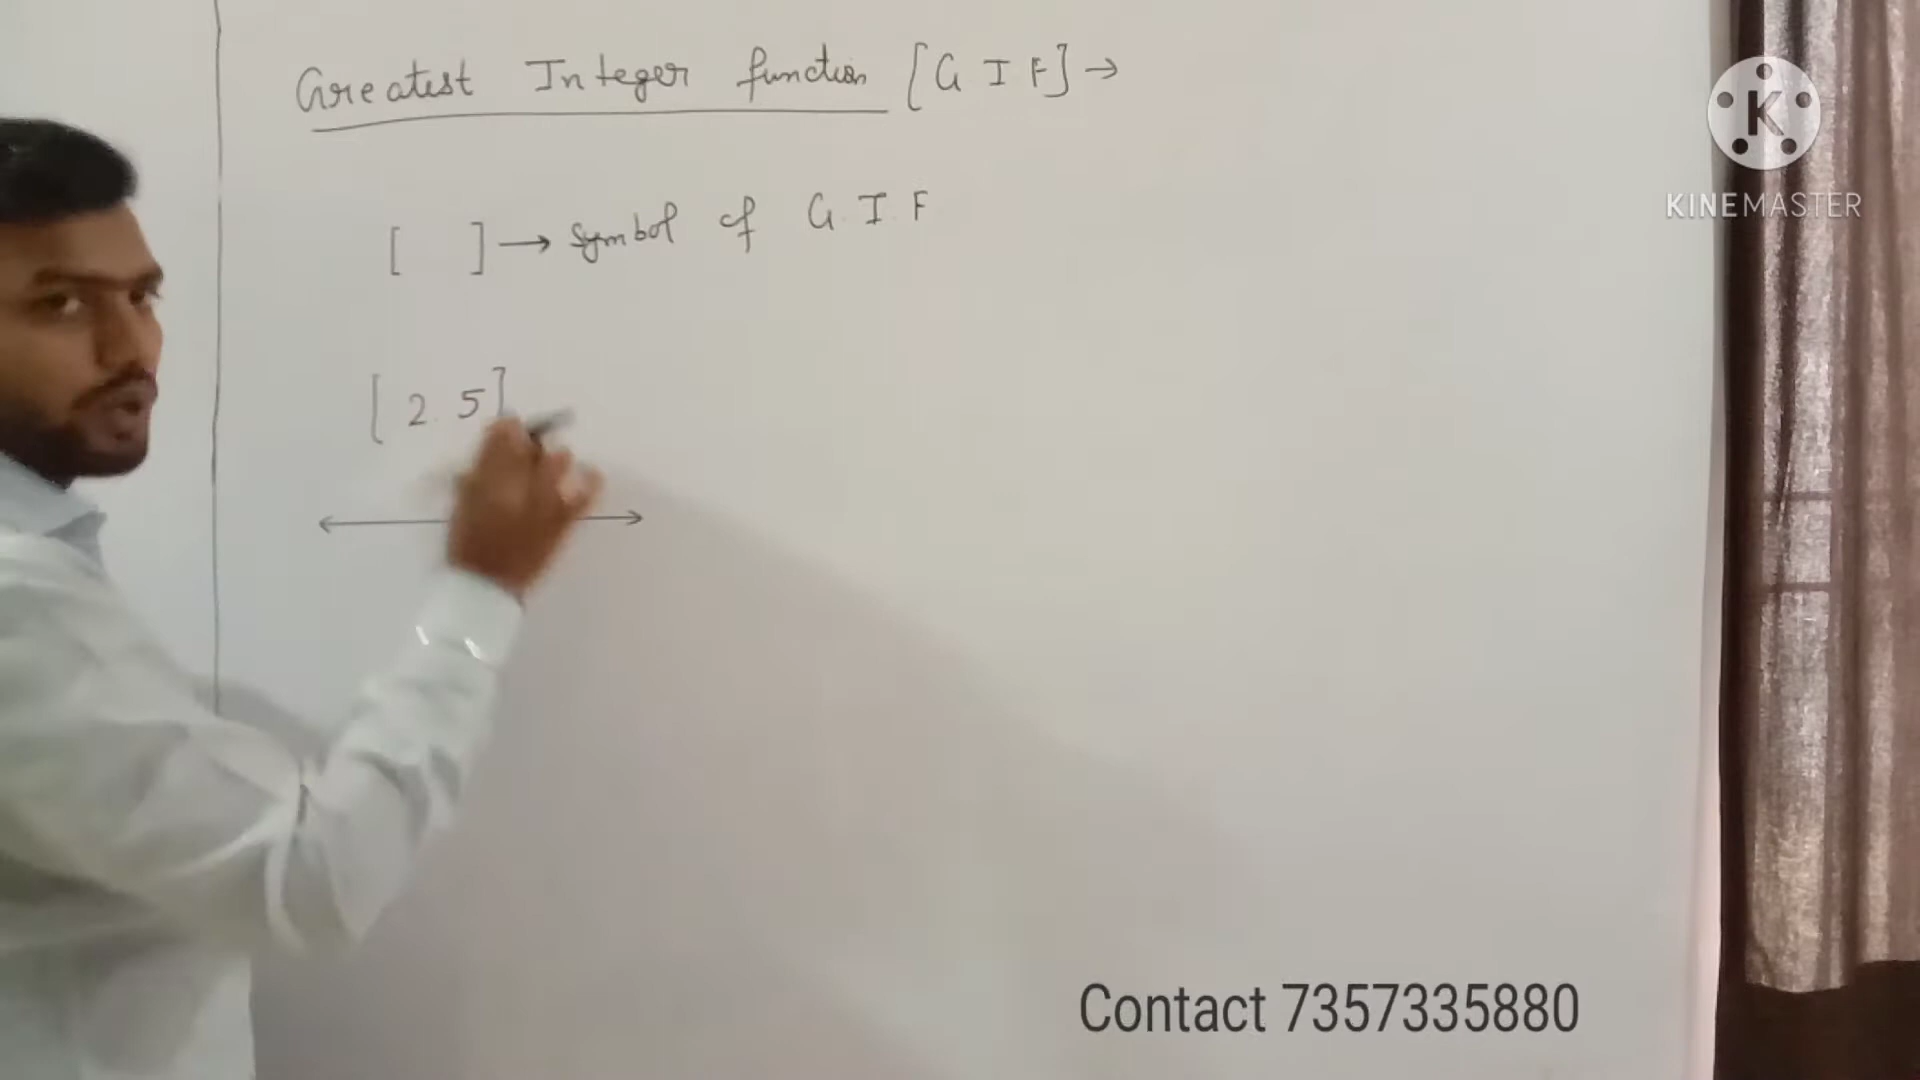 Greatest Integer function [G I F] →
[ ] → Symbol of G.I.F
[2.5]
K
KINEMASTER
Contact 7357335880